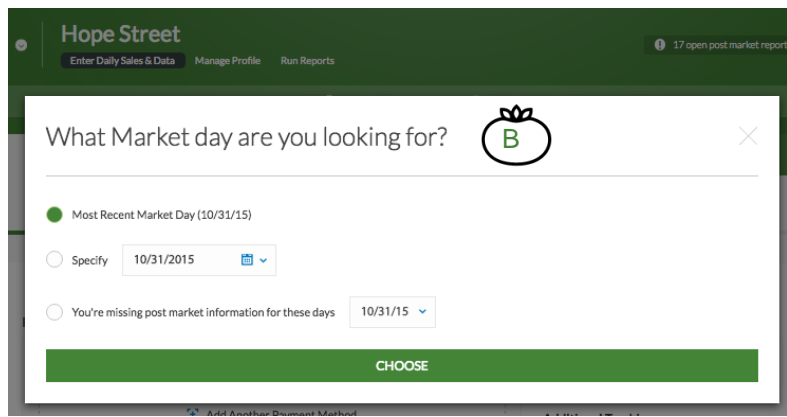 Hope Street
17 open post market report
Enter Daily Sales & Data Manage Profile Run Reports
What Market day are you looking for? B
Most Recent Market Day (10/31/15)
Specify 10/31/2015
You're missing post market information for these days 10/31/15
CHOOSE
Add Another Payment Method